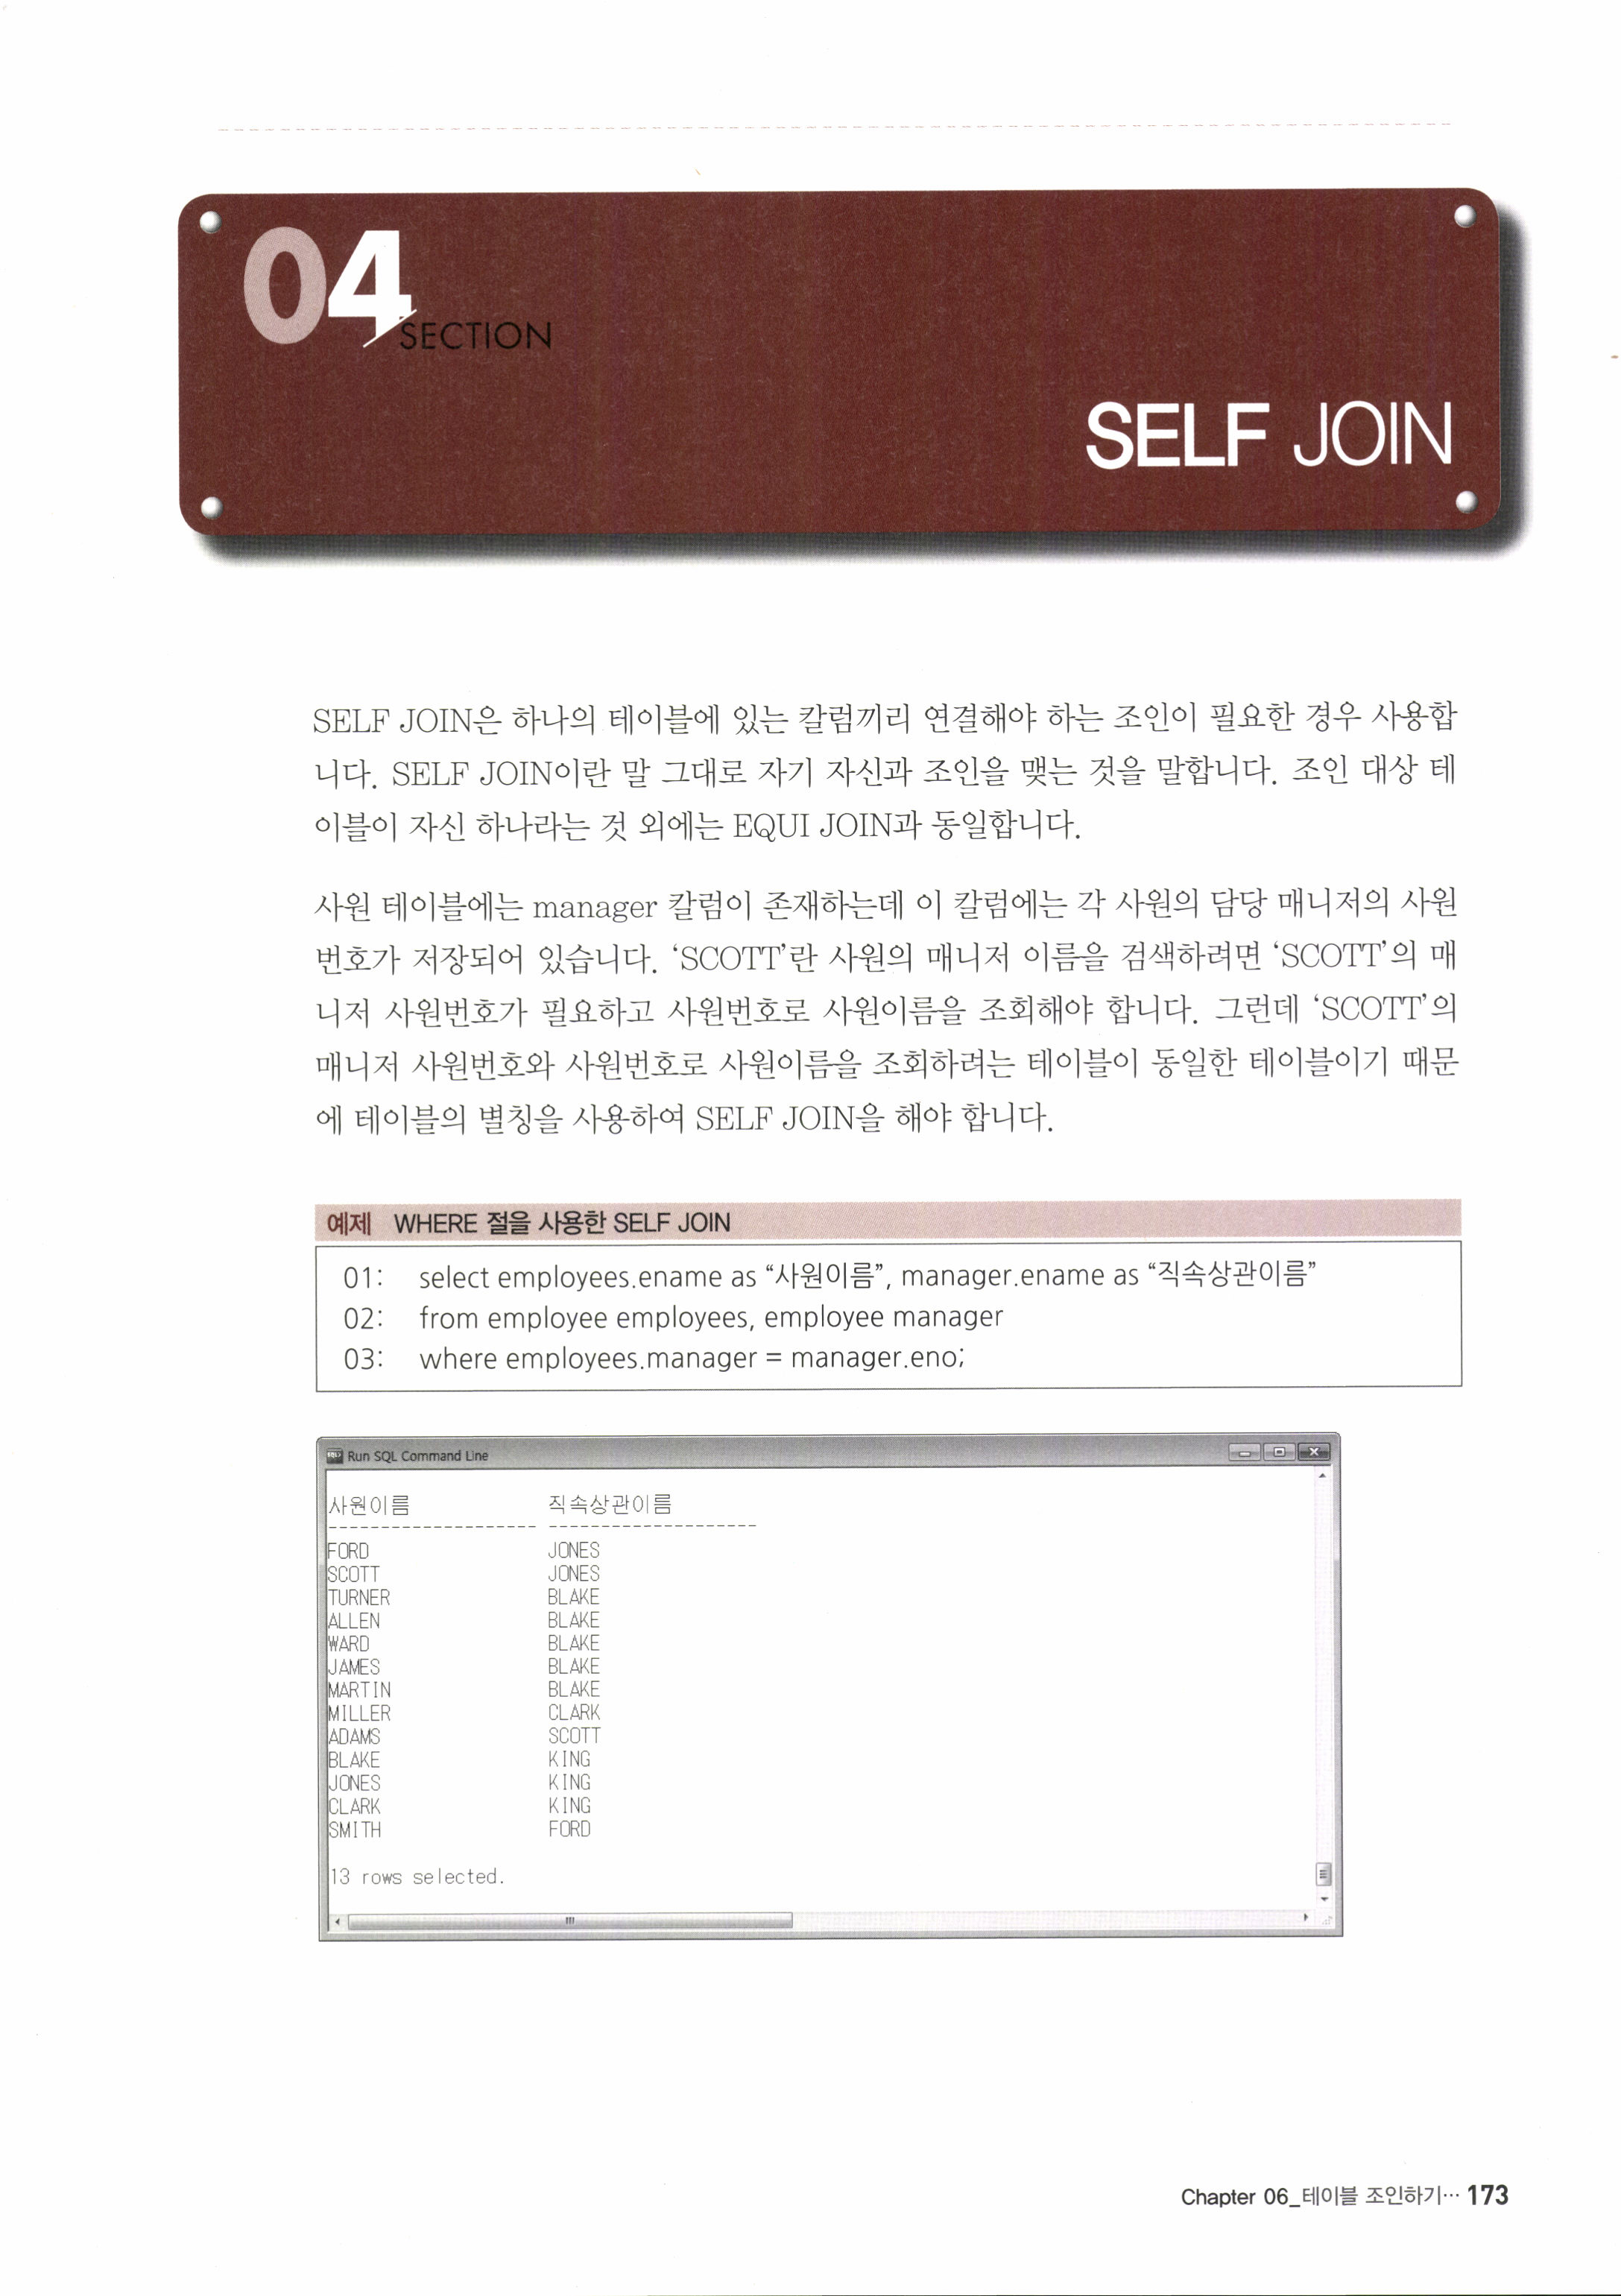 04
SECTION
SELF JOIN
SELF JOIN은 하나의 테이블에 있는 칼럼끼리 연결해야 하는 조인이 필요한 경우 사용합
니다. SELF JOIN이란 말 그대로 자기 자신과 조인을 맺는 것을 말합니다. 조인 대상 테
이블이 자신 하나라는 것 외에는 EQUI JOIN과 동일합니다.
사원 테이블에는 manager 칼럼이 존재하는데 이 칼럼에는 각 사원의 담당 매니저의 사원
번호가 저장되어 있습니다. ‘SCOTT’란 사원의 매니저 이름을 검색하려면 ‘SCOTT’의 매
니저 사원번호가 필요하고 사원번호로 사원이름을 조회해야 합니다. 그런데 ‘SCOTT’의
매니저 사원번호와 사원번호로 사원이름을 조회하려는 테이블이 동일한 테이블이기 때문
에 테이블의 별칭을 사용하여 SELF JOIN을 해야 합니다.
예제 WHERE 절을 사용한 SELF JOIN
01: select employees.ename as “사원이름”, manager.ename as “직속상관이름”
02: from employee employees, employee manager
03: where employees.manager = manager.eno;
Run SQL Command Line
사원이름 직속상관이름
-------------------- --------------------
FORD JONES
SCOTT JONES
TURNER BLAKE
ALLEN BLAKE
WARD BLAKE
JAMES BLAKE
MARTIN BLAKE
MILLER CLARK
ADAMS SCOTT
BLAKE KING
JONES KING
CLARK KING
SMITH FORD
13 rows selected.
Chapter 06_테이블 조인하기… 173